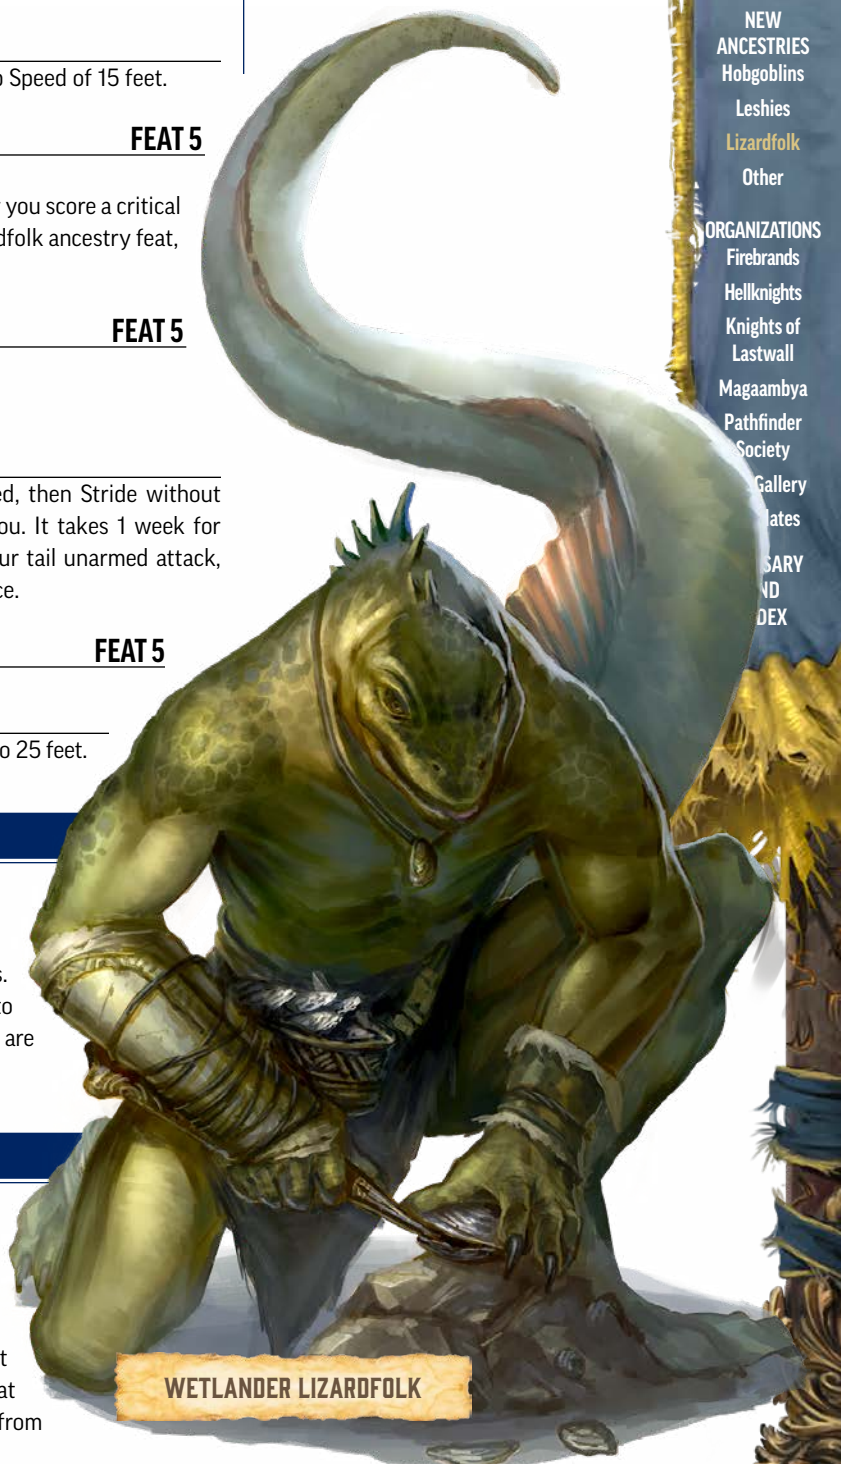 Speed of 15 feet.
FEAT 5
you score a critical
dfolk ancestry feat,
FEAT 5
ed, then Stride without
ou. It takes 1 week for
ur tail unarmed attack,
ce.
FEAT 5
o 25 feet.
s.
to
are
t
at
from
WETLANDER LIZARDFOLK
NEW
ANCESTRIES
Hobgoblins
Leshies
Lizardfolk
Other
ORGANIZATIONS
Firebrands
Hellknights
Knights of
Lastwall
Magaambya
Pathfinder
Society
Gallery
lates
SARY
ND
DEX